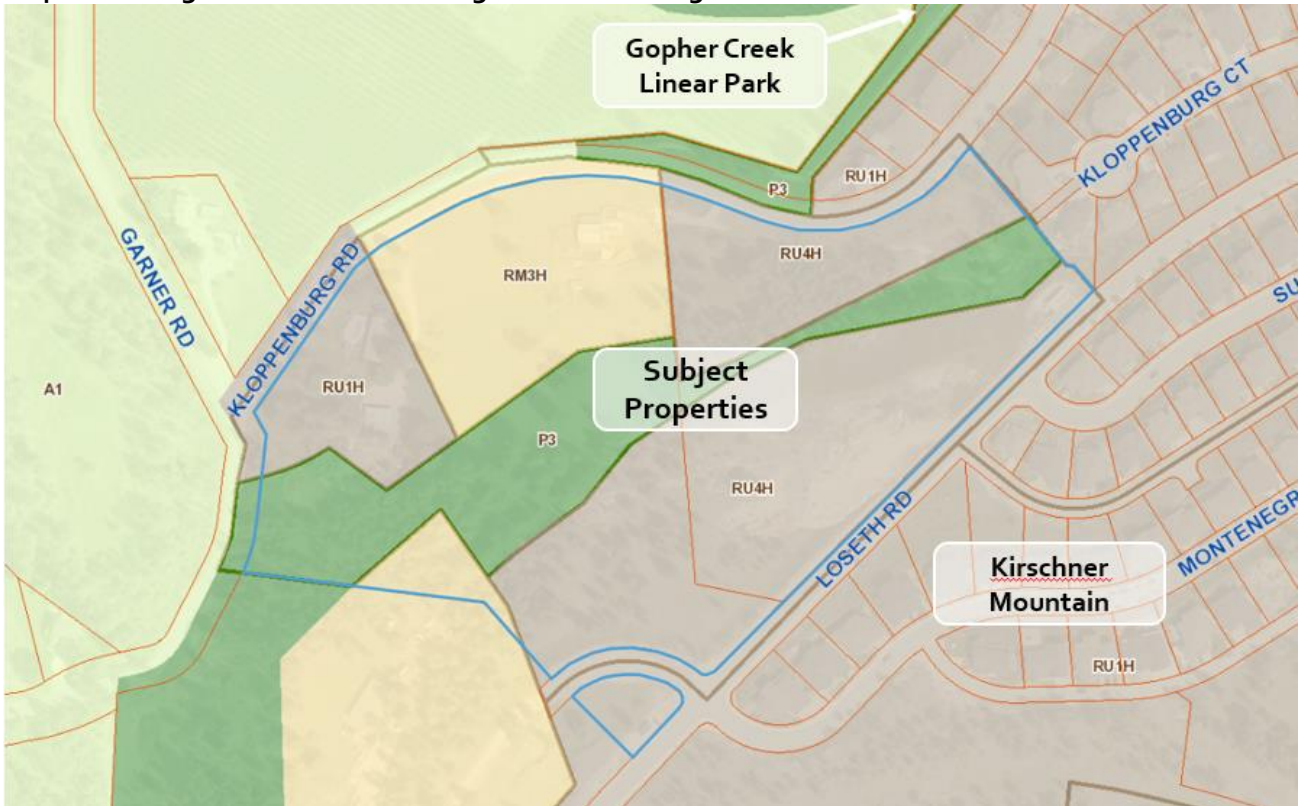 Gopher Creek
Linear Park
KLOPPENBURG CT
P3
RU1H
GARNER RD
RU4H
KLOPPENBURG RD
RM3H
SU
Subject
Properties
A1
RU1H
P3
RU4H
LOSETH RD
MONTENEGR
Kirschner
Mountain
RU1H